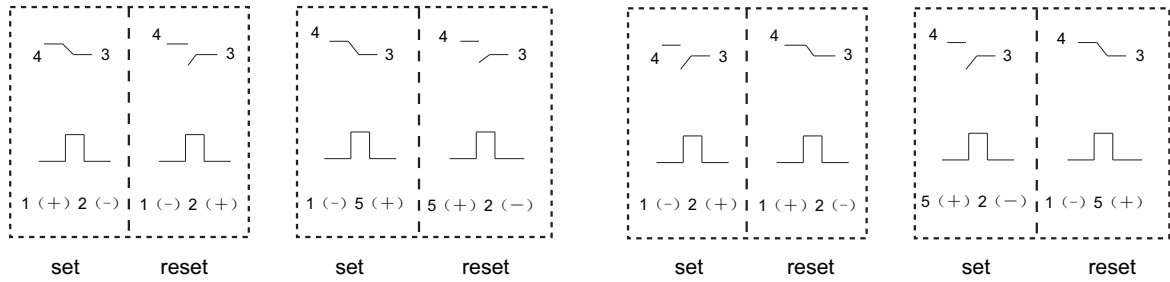 4 3 4 3
1（+）2（-） 1（-）2（+）
set reset
4 3 4 3
1（-）5（+） 5（+）2（—）
set reset
4 3 4 3
1（-）2（+） 1（+）2（-）
set reset
4 3 4 3
5（+）2（—） 1（-）5（+）
set reset